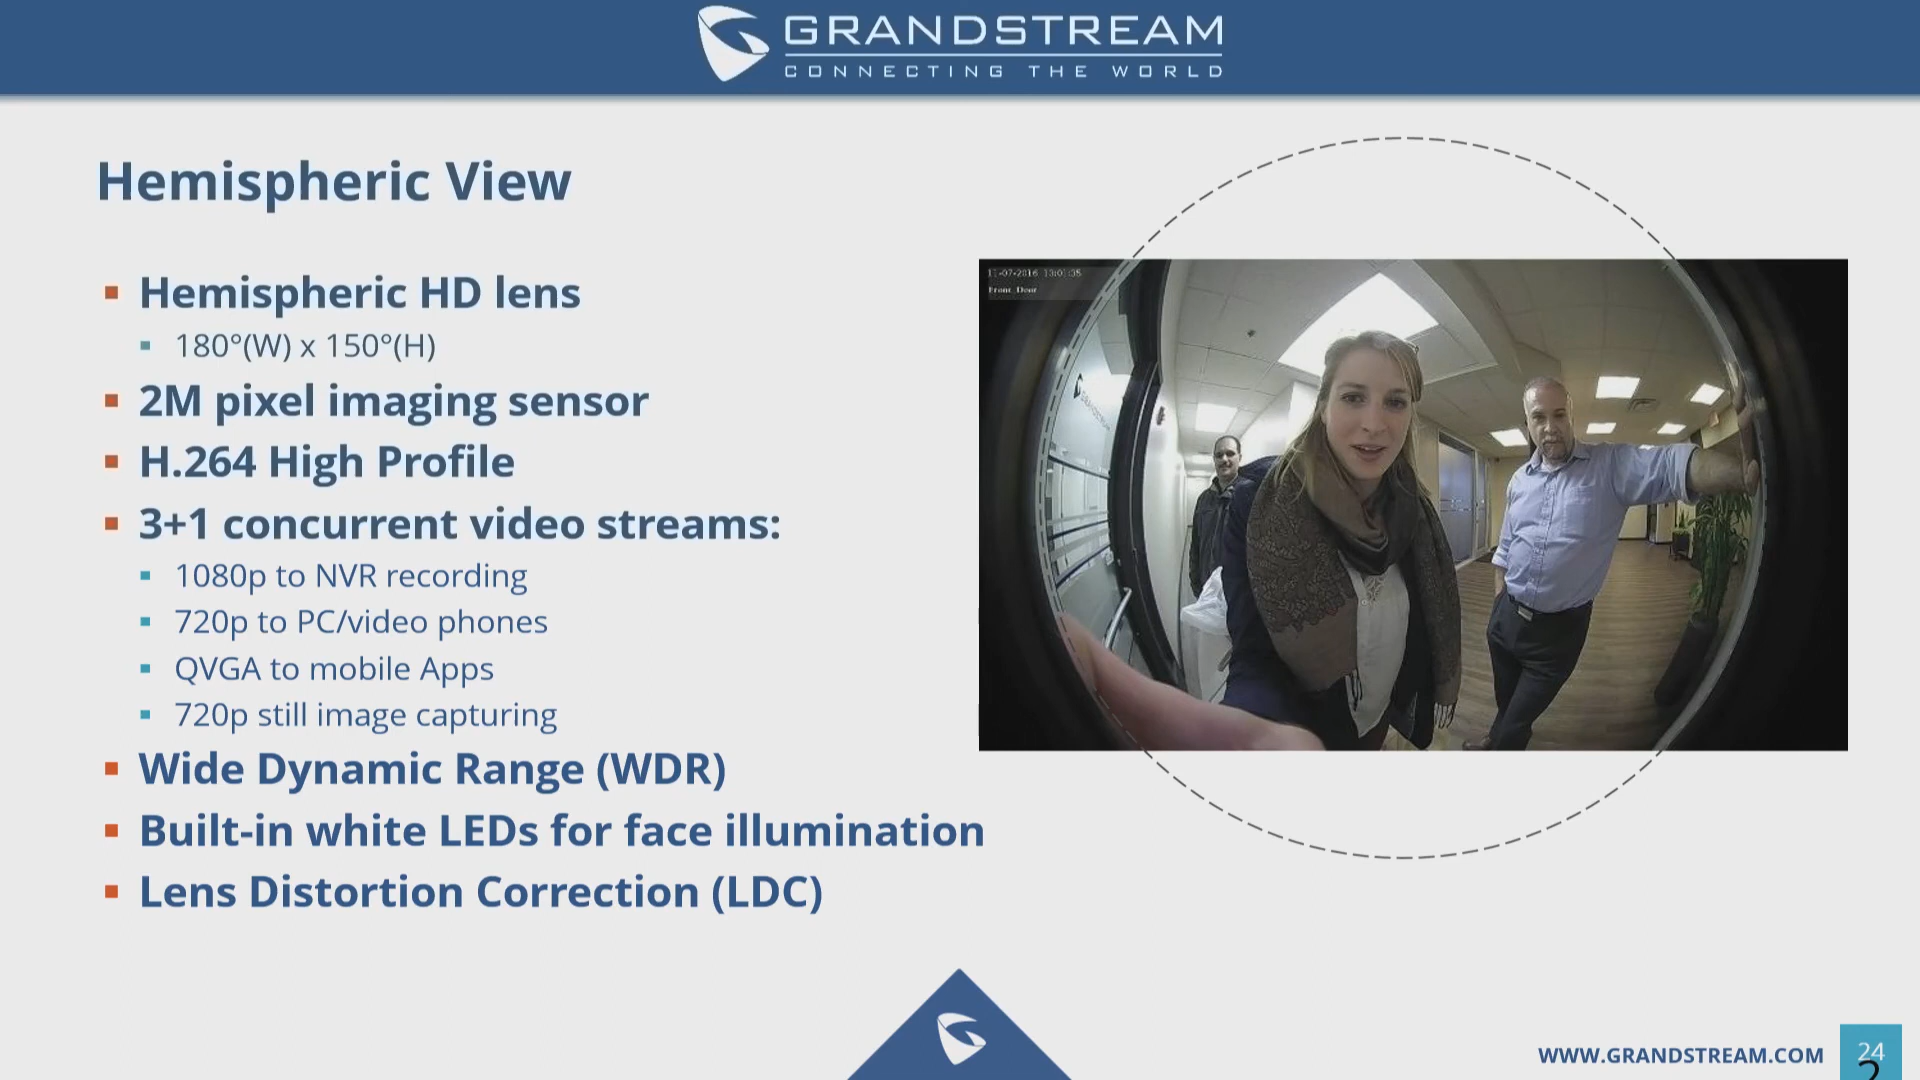 GRANDSTREAM
CONNECTING THE WORLD
Hemispheric View
Hemispheric HD lens
180°(W) x 150°(H)
2M pixel imaging sensor
H.264 High Profile
3+1 concurrent video streams:
1080p to NVR recording
720p to PC/video phones
QVGA to mobile Apps
720p still image capturing
Wide Dynamic Range (WDR)
Built-in white LEDs for face illumination
Lens Distortion Correction (LDC)
Front_Door
GRANDSTREAM
WWW.GRANDSTREAM.COM
24
2